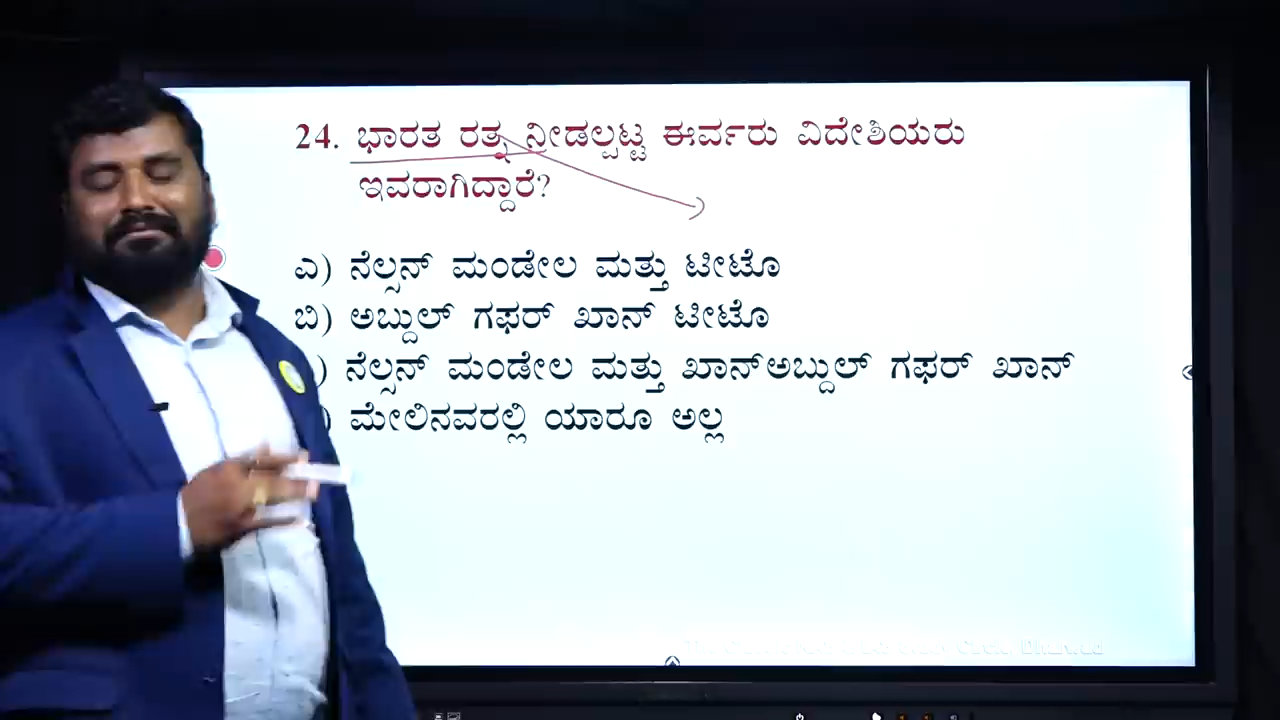 24. ಭಾರತ ರತ್ನ ನೀಡಲ್ಪಟ್ಟ ಈರ್ವರು ವಿದೇಶಿಯರು
ಇವರಾಗಿದ್ದಾರೆ?
ಎ) ನೆಲ್ಸನ್ ಮಂಡೇಲ ಮತ್ತು ಟೀಟೊ
ಬಿ) ಅಬ್ದುಲ್ ಗಫರ್ ಖಾನ್ ಟೀಟೊ
) ನೆಲ್ಸನ್ ಮಂಡೇಲ ಮತ್ತು ಖಾನ್ಅಬ್ದುಲ್ ಗಫರ್ ಖಾನ್
) ಮೇಲಿನವರಲ್ಲಿ ಯಾರೂ ಅಲ್ಲ
Dharwad